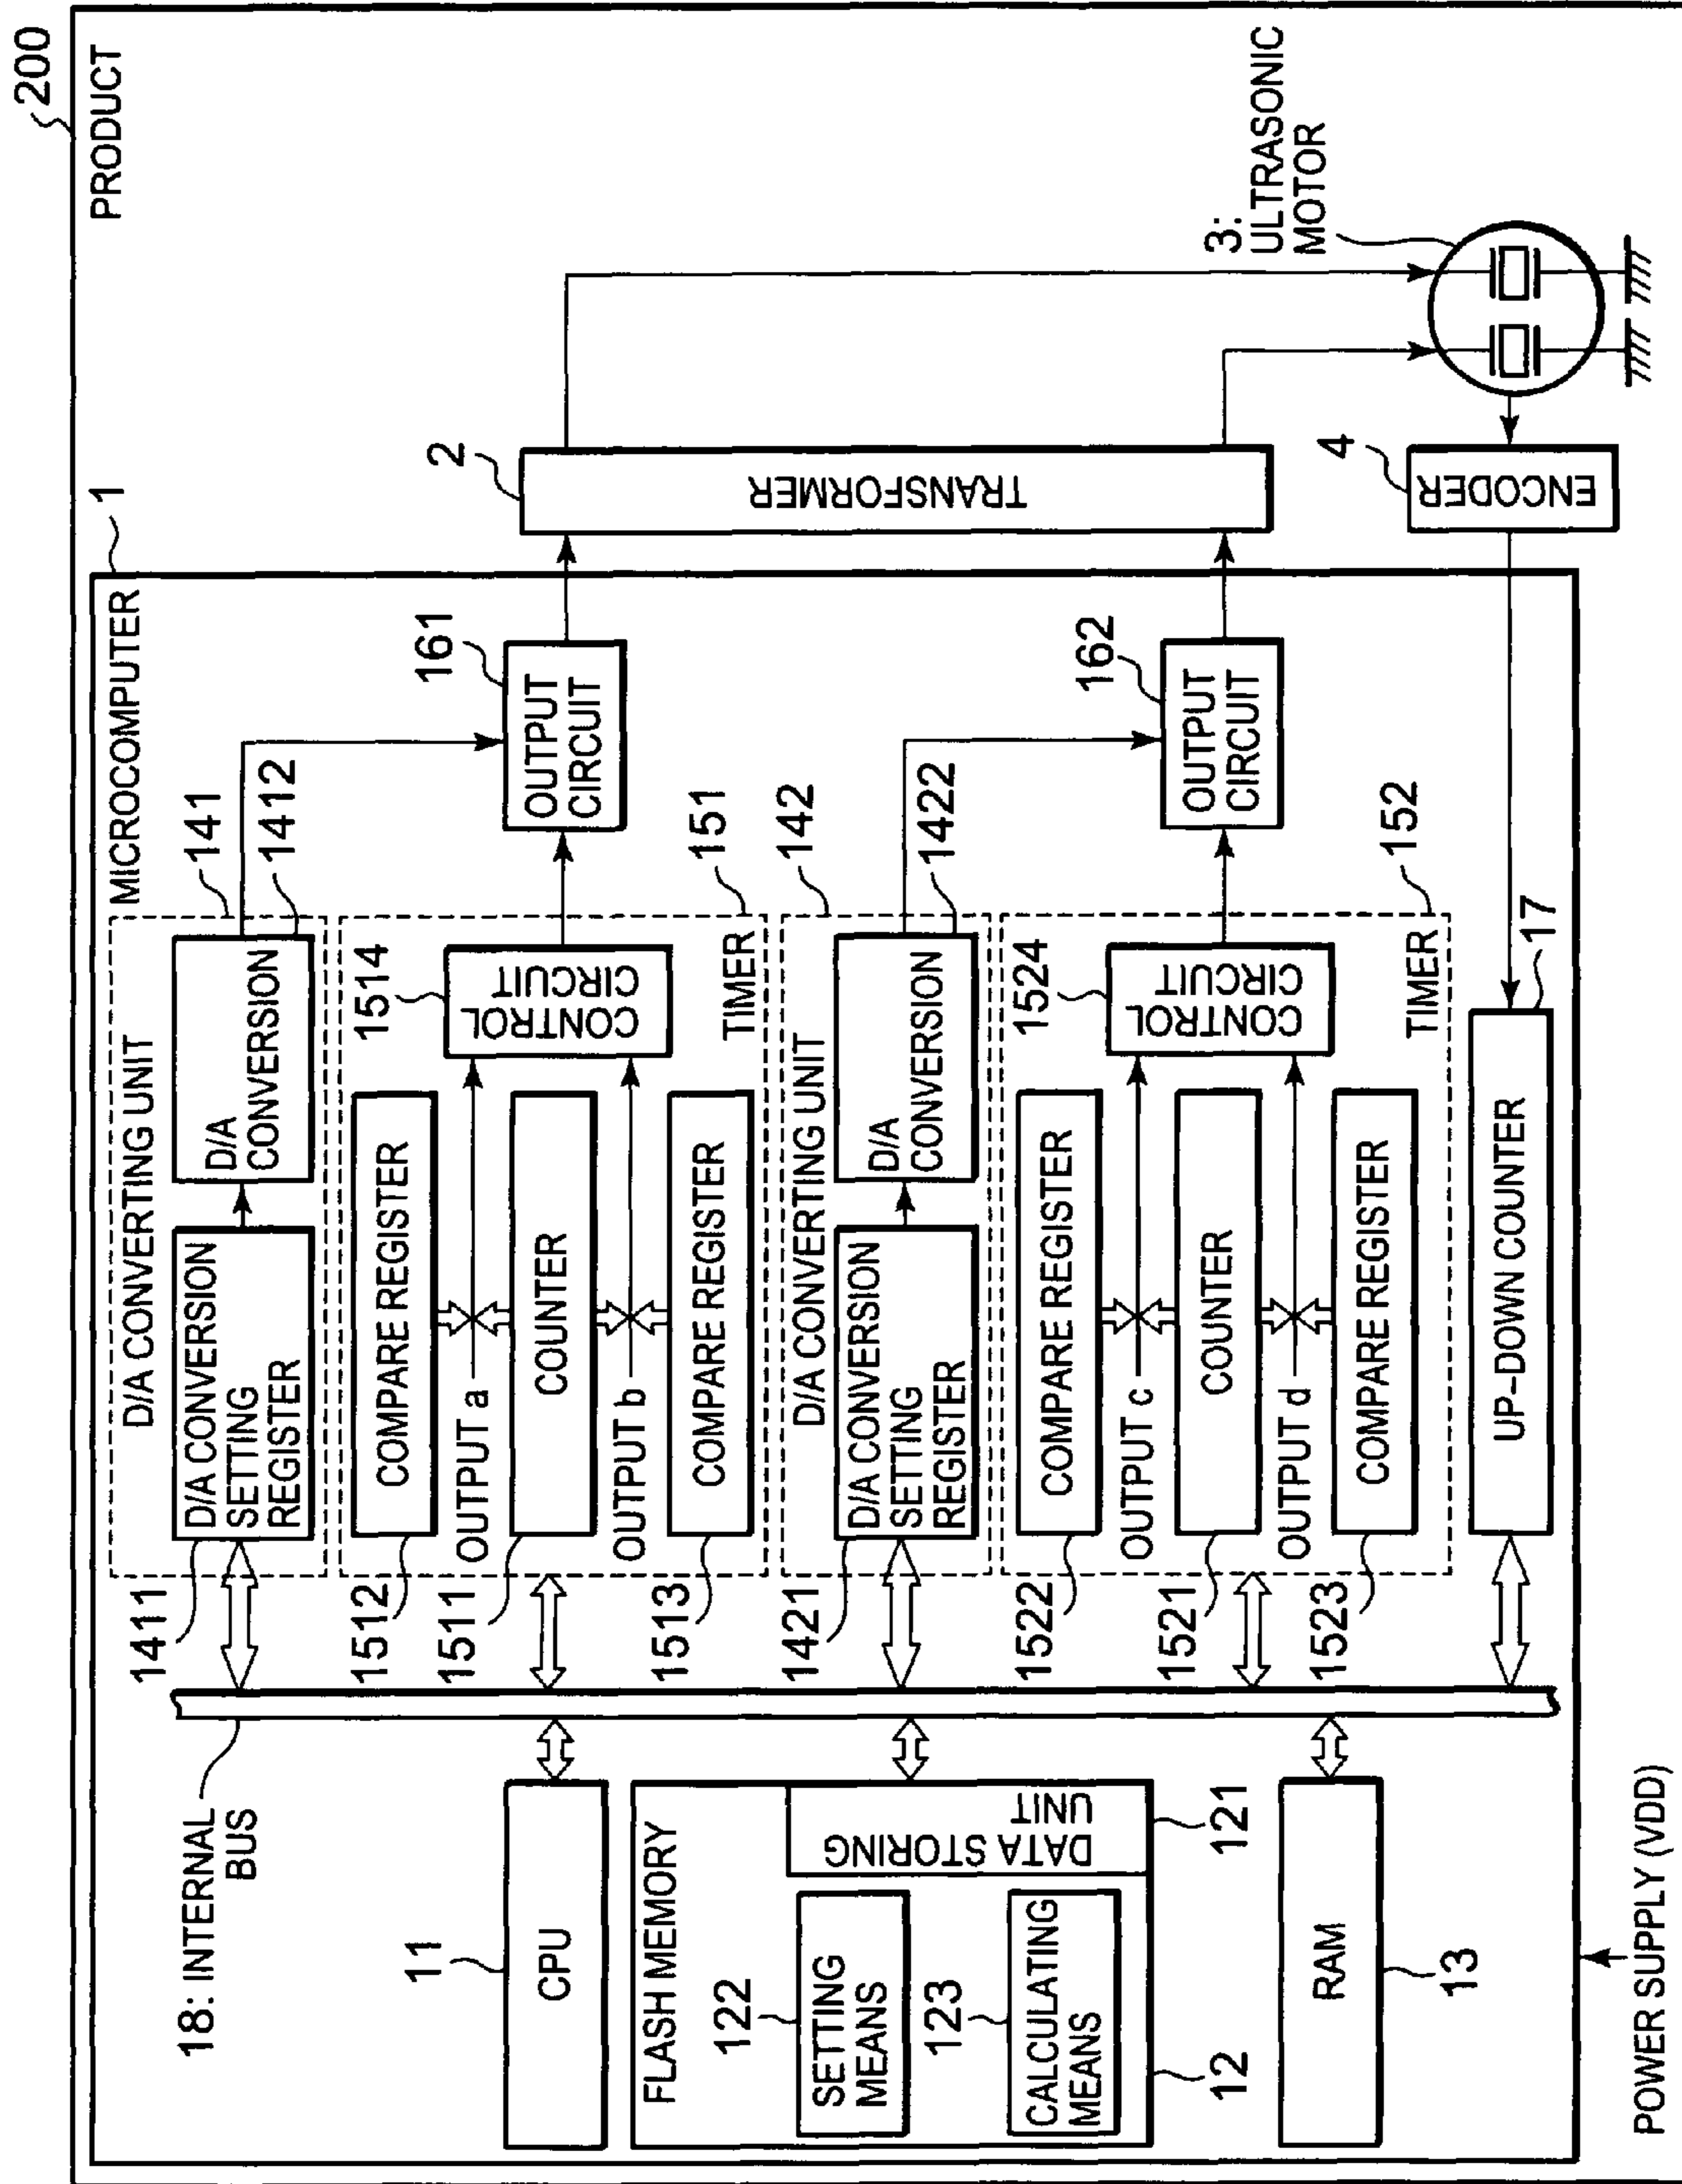 200
PRODUCT
1
MICROCOMPUTER
18: INTERNAL
BUS
11
CPU
FLASH MEMORY
122
SETTING
MEANS
123
CALCULATING
MEANS
DATA STORING
UNIT
121
12
RAM
13
POWER SUPPLY (VDD)
D/A CONVERTING UNIT
141
1411
D/A CONVERSION
SETTING
REGISTER
D/A
CONVERSION
1412
1512
COMPARE REGISTER
OUTPUT a
1511
COUNTER
OUTPUT b
1513
COMPARE REGISTER
1514
CONTROL
CIRCUIT
TIMER
151
161
OUTPUT
CIRCUIT
D/A CONVERTING UNIT
142
1421
D/A CONVERSION
SETTING
REGISTER
D/A
CONVERSION
1422
1522
COMPARE REGISTER
OUTPUT c
1521
COUNTER
OUTPUT d
1523
COMPARE REGISTER
1524
CONTROL
CIRCUIT
TIMER
152
162
OUTPUT
CIRCUIT
UP-DOWN COUNTER
17
2
TRANSFORMER
3:
ULTRASONIC
MOTOR
4
ENCODER